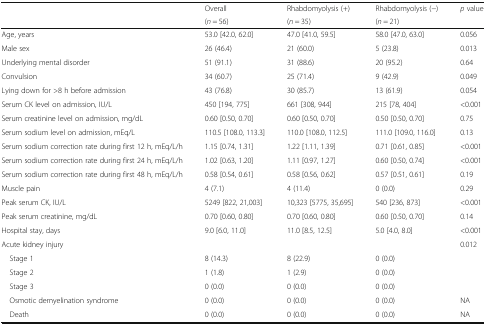 Overall Rhabdomyolysis (+) Rhabdomyolysis (−) p value
(n = 56) (n = 35) (n = 21)
Age, years 53.0 [42.0, 62.0] 47.0 [41.0, 59.5] 58.0 [47.0, 63.0] 0.056
Male sex 26 (46.4) 21 (60.0) 5 (23.8) 0.013
Underlying mental disorder 51 (91.1) 31 (88.6) 20 (95.2) 0.64
Convulsion 34 (60.7) 25 (71.4) 9 (42.9) 0.049
Lying down for >8 h before admission 43 (76.8) 30 (85.7) 13 (61.9) 0.054
Serum CK level on admission, IU/L 450 [194, 775] 661 [308, 944] 215 [78, 404] <0.001
Serum creatinine level on admission, mg/dL 0.60 [0.50, 0.70] 0.60 [0.50, 0.70] 0.50 [0.50, 0.70] 0.75
Serum sodium level on admission, mEq/L 110.5 [108.0, 113.3] 110.0 [108.0, 112.5] 111.0 [109.0, 116.0] 0.13
Serum sodium correction rate during first 12 h, mEq/L/h 1.15 [0.74, 1.31] 1.22 [1.11, 1.39] 0.71 [0.61, 0.85] <0.001
Serum sodium correction rate during first 24 h, mEq/L/h 1.02 [0.63, 1.20] 1.11 [0.97, 1.27] 0.60 [0.50, 0.74] <0.001
Serum sodium correction rate during first 48 h, mEq/L/h 0.58 [0.54, 0.61] 0.58 [0.56, 0.62] 0.57 [0.51, 0.61] 0.19
Muscle pain 4 (7.1) 4 (11.4) 0 (0.0) 0.29
Peak serum CK, IU/L 5249 [822, 21,003] 10,323 [5775, 35,695] 540 [236, 873] <0.001
Peak serum creatinine, mg/dL 0.70 [0.60, 0.80] 0.70 [0.60, 0.80] 0.60 [0.50, 0.70] 0.14
Hospital stay, days 9.0 [6.0, 11.0] 11.0 [8.5, 12.5] 5.0 [4.0, 8.0] <0.001
Acute kidney injury 0.012
Stage 1 8 (14.3) 8 (22.9) 0 (0.0)
Stage 2 1 (1.8) 1 (2.9) 0 (0.0)
Stage 3 0 (0.0) 0 (0.0) 0 (0.0)
Osmotic demyelination syndrome 0 (0.0) 0 (0.0) 0 (0.0) NA
Death 0 (0.0) 0 (0.0) 0 (0.0) NA